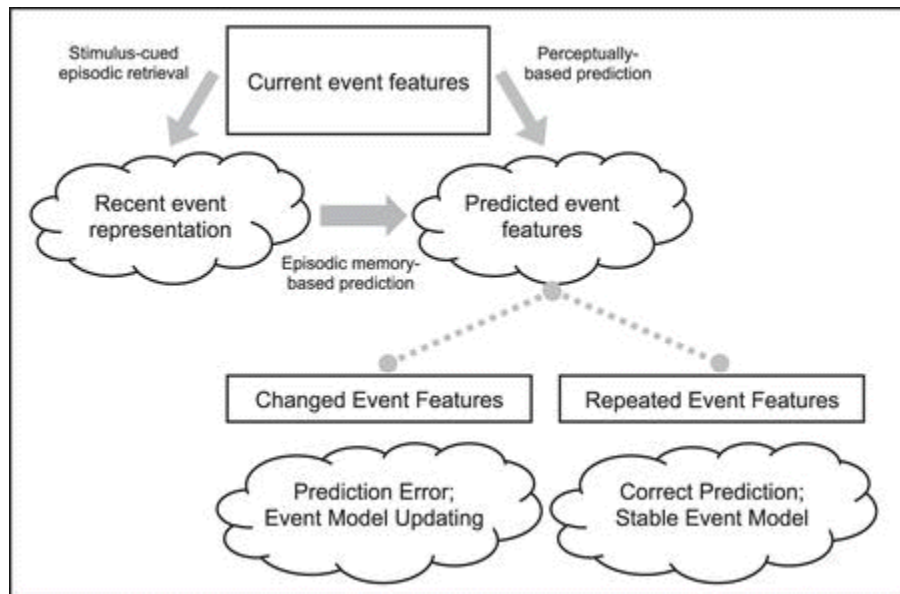 Stimulus-cued
episodic retrieval
Current event features
Perceptually-
based prediction
Recent event
representation
Predicted event
features
Episodic memory-
based prediction
Changed Event Features
Repeated Event Features
Prediction Error;
Event Model Updating
Correct Prediction;
Stable Event Model